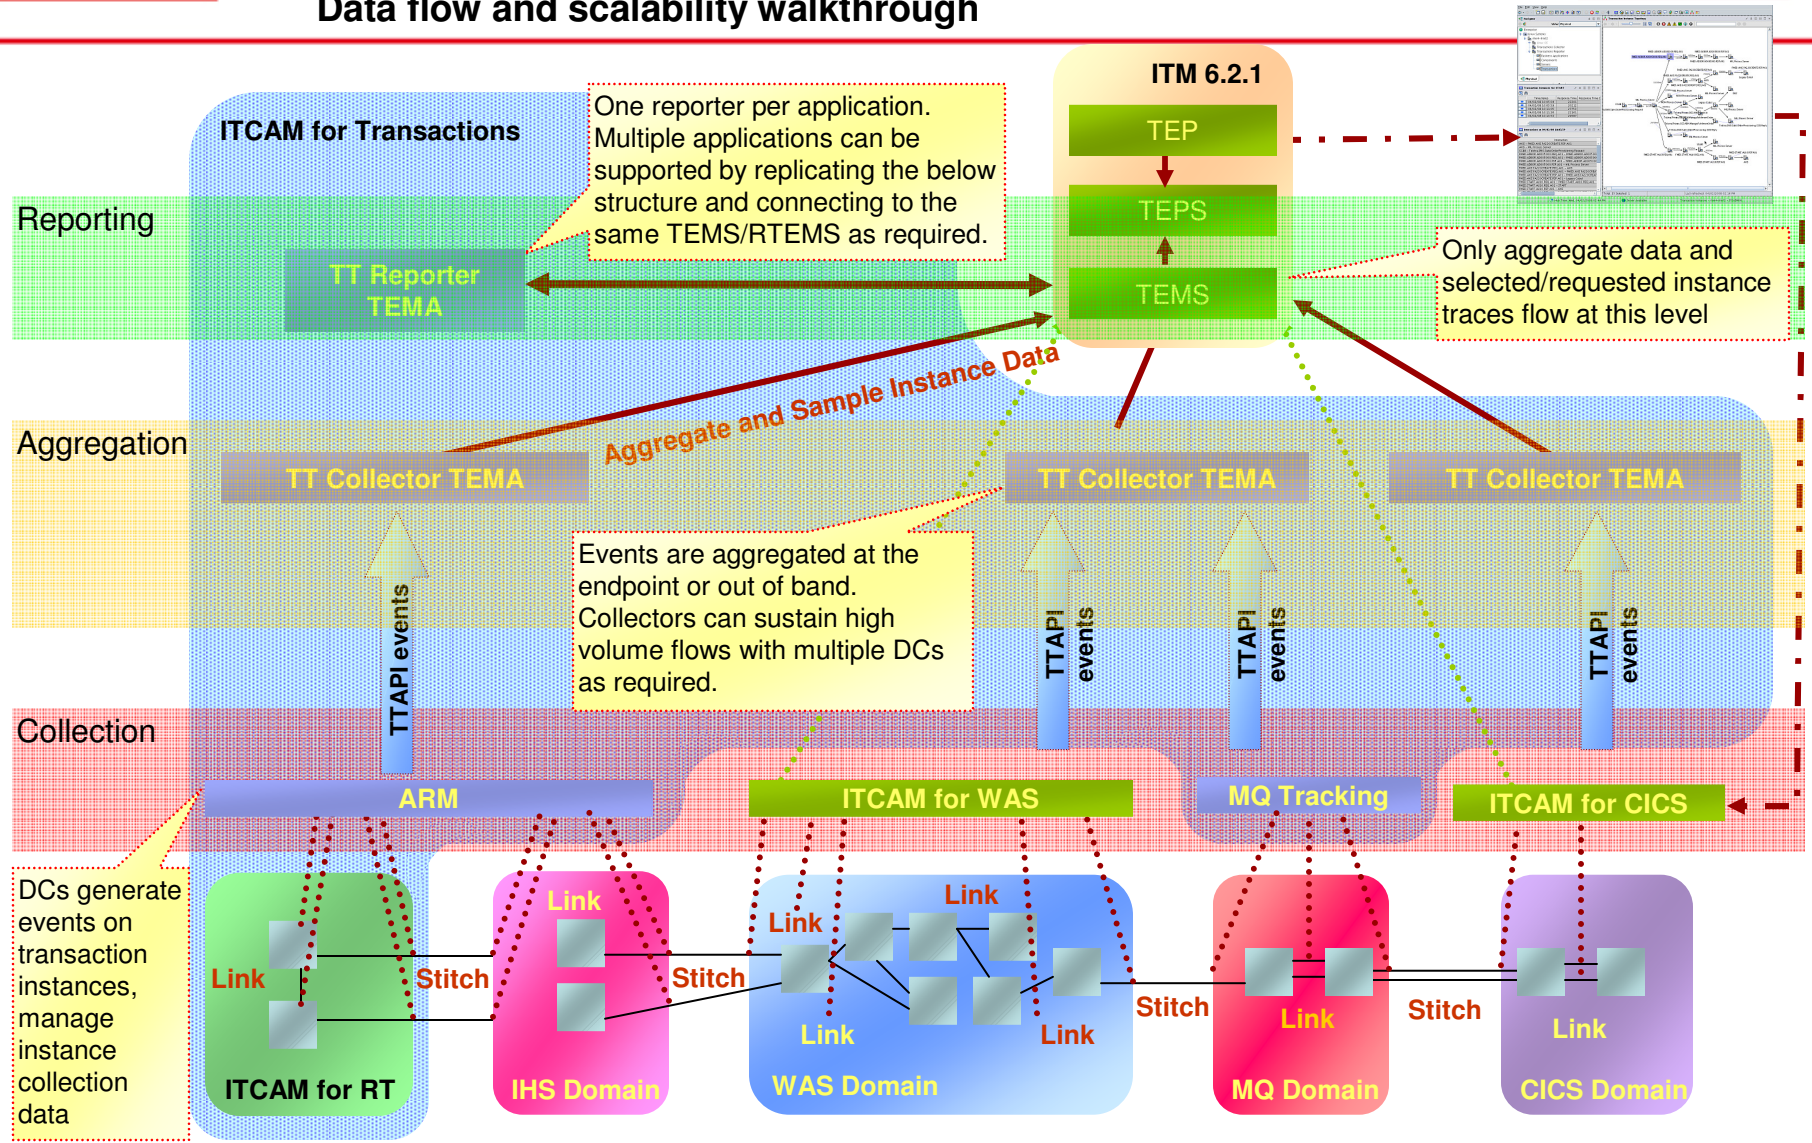 Data flow and scalability walkthrough
ITM 6.2.1
TEP
TEPS
TEMS
ITCAM for Transactions
One reporter per application.
Multiple applications can be
supported by replicating the below
structure and connecting to the
same TEMS/RTEMS as required.
Reporting
TT Reporter
TEMA
Only aggregate data and
selected/requested instance
traces flow at this level
Aggregate and Sample Instance Data
Aggregation
TT Collector TEMA
TT Collector TEMA
TT Collector TEMA
Events are aggregated at the
endpoint or out of band.
Collectors can sustain high
volume flows with multiple DCs
as required.
TTAPI events
TTAPI
events
TTAPI
events
TTAPI
events
Collection
ARM
ITCAM for WAS
MQ Tracking
ITCAM for CICS
DCs generate
events on
transaction
instances,
manage
instance
collection
data
Link
Stitch
Link
Stitch
Link
Link
Link
Link
Stitch
Link
Stitch
Link
ITCAM for RT
IHS Domain
WAS Domain
MQ Domain
CICS Domain